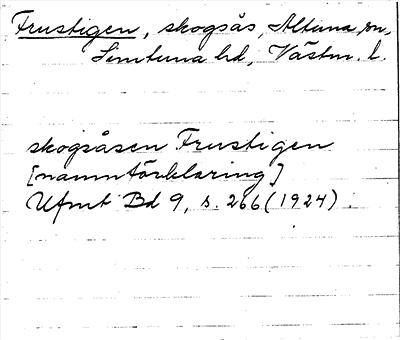 Frustigen, skogsås, Altuna sn,
Simtuna hd, Västm. l.
skogsåsen Frustigen
[namnförklaring]
Ufmt Bd 9, s. 266 (1924).